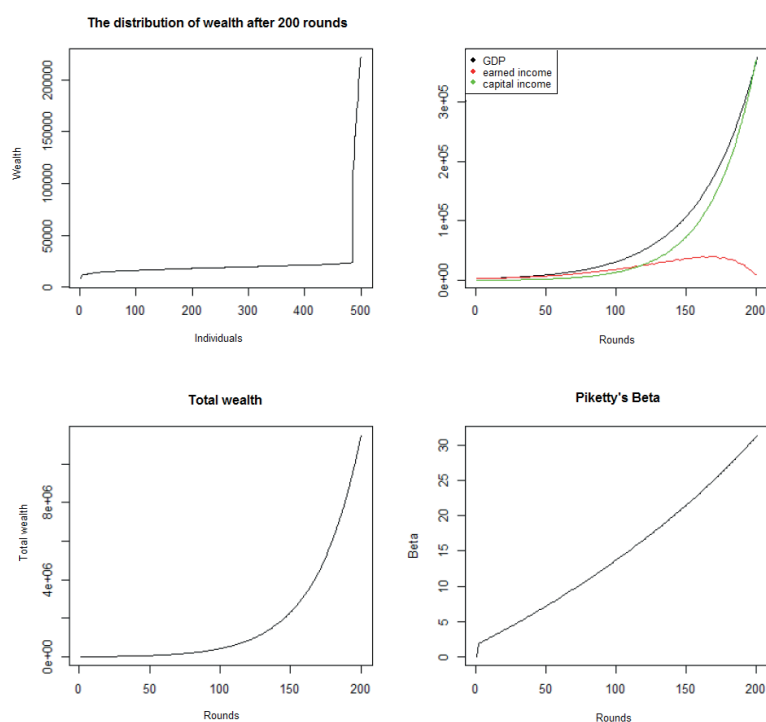 The distribution of wealth after 200 rounds
Wealth
0
50000
100000
150000
200000
0
100
200
300
400
500
Individuals
GDP
earned income
capital income
0e+00
1e+05
2e+05
3e+05
0
50
100
150
200
Rounds
Total wealth
Total wealth
0e+00
4e+06
8e+06
0
50
100
150
200
Rounds
Piketty's Beta
Beta
0
5
10
15
20
25
30
0
50
100
150
200
Rounds